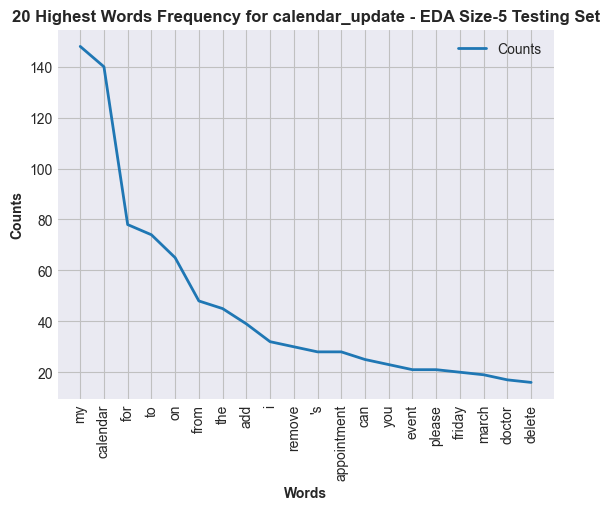 20 Highest Words Frequency for calendar_update - EDA Size-5 Testing Set
Counts
140
120
100
80
60
40
20
Counts
my
calendar
for
to
on
from
the
add
i
remove
's
appointment
can
you
event
please
friday
march
doctor
delete
Words